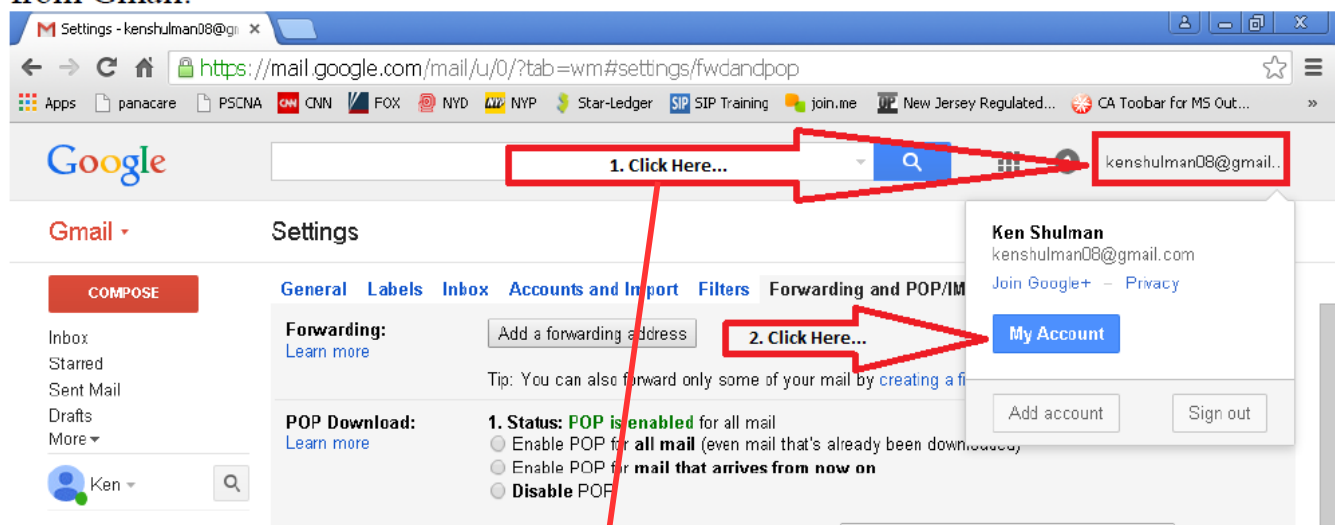 from Gmail:
Settings - kenshulman08@gm
https://mail.google.com/mail/u/0/?tab=wm#settings/fwdandpop
Apps panacare PSCNA CNN FOX NYD NYP Star-Ledger SIP Training join.me New Jersey Regulated... CA Toobar for MS Out... »
Google 1. Click Here... kenshulman08@gmail...
Gmail Settings
Ken Shulman
kenshulman08@gmail.com
Join Google+ – Privacy
COMPOSE General Labels Inbox Accounts and Import Filters Forwarding and POP/IM
Inbox Forwarding: Add a forwarding address 2. Click Here... My Account
Learn more
Starred
Sent Mail Tip: You can also forward only some of your mail by creating a fi
Drafts POP Download: 1. Status: POP is enabled for all mail Add account Sign out
More Learn more Enable POP for all mail (even mail that's already been downloaded)
Enable POP for mail that arrives from now on
Ken Disable POP